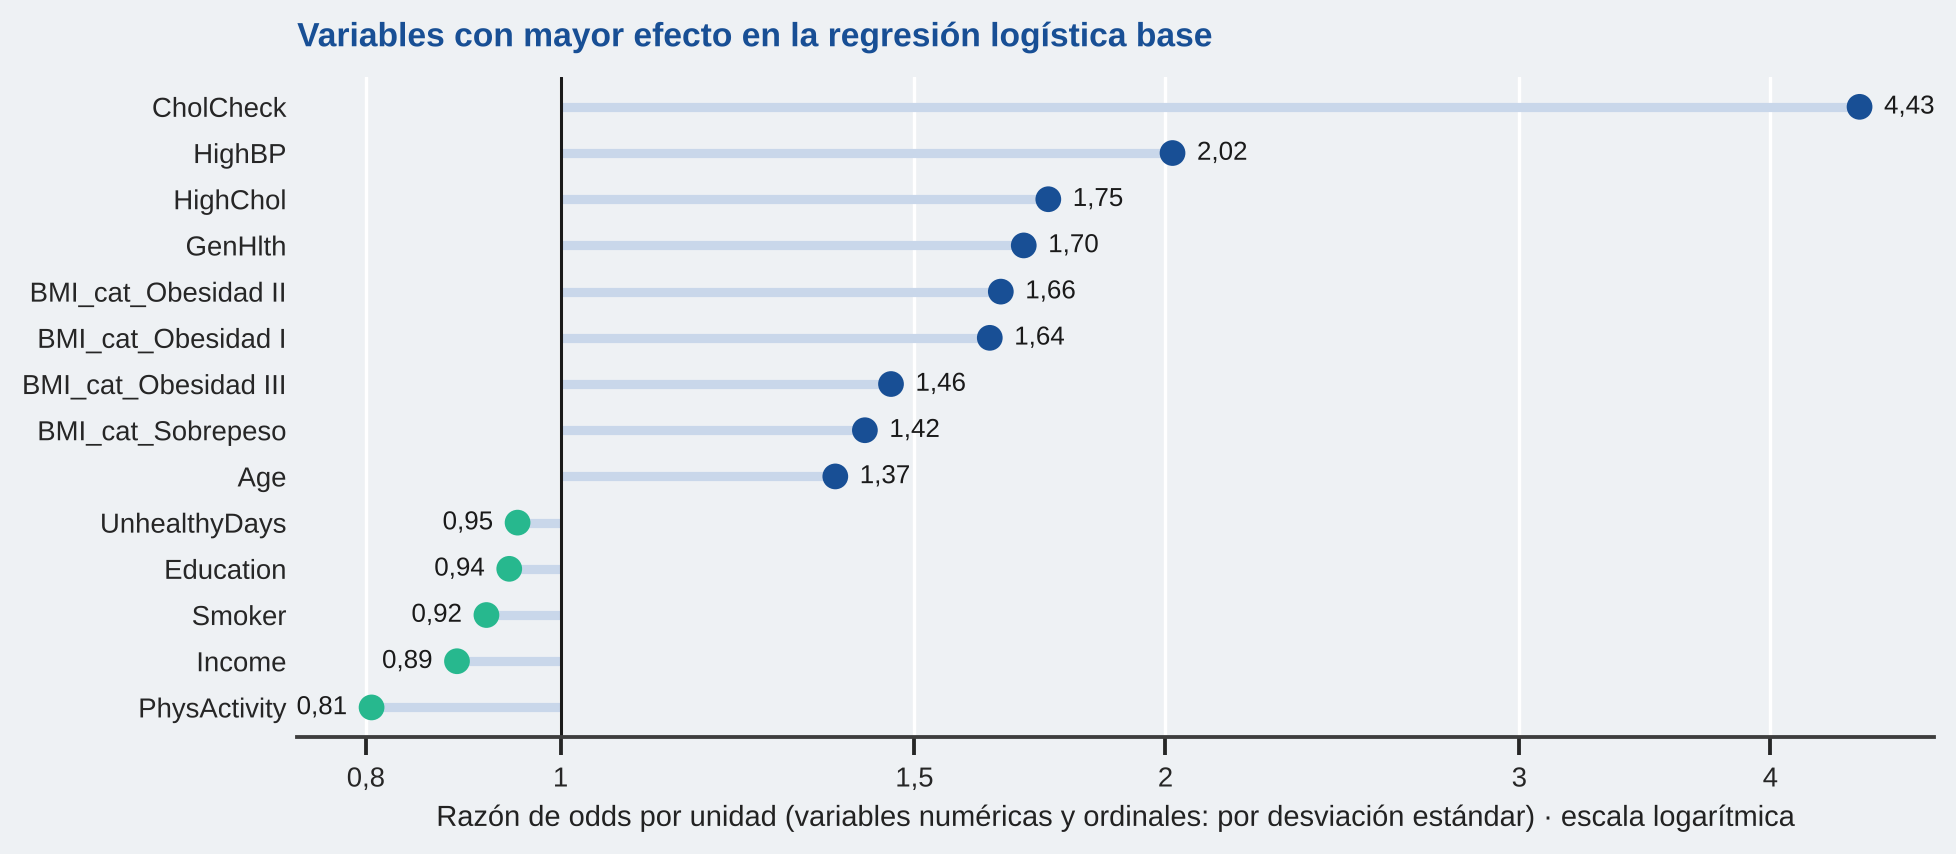 Variables con mayor efecto en la regresión logística base
CholCheck 4,43
HighBP 2,02
HighChol 1,75
GenHlth 1,70
BMI_cat_Obesidad II 1,66
BMI_cat_Obesidad I 1,64
BMI_cat_Obesidad III 1,46
BMI_cat_Sobrepeso 1,42
Age 1,37
UnhealthyDays 0,95
Education 0,94
Smoker 0,92
Income 0,89
PhysActivity 0,81
0,8 1 1,5 2 3 4
Razón de odds por unidad (variables numéricas y ordinales: por desviación estándar) · escala logarítmica